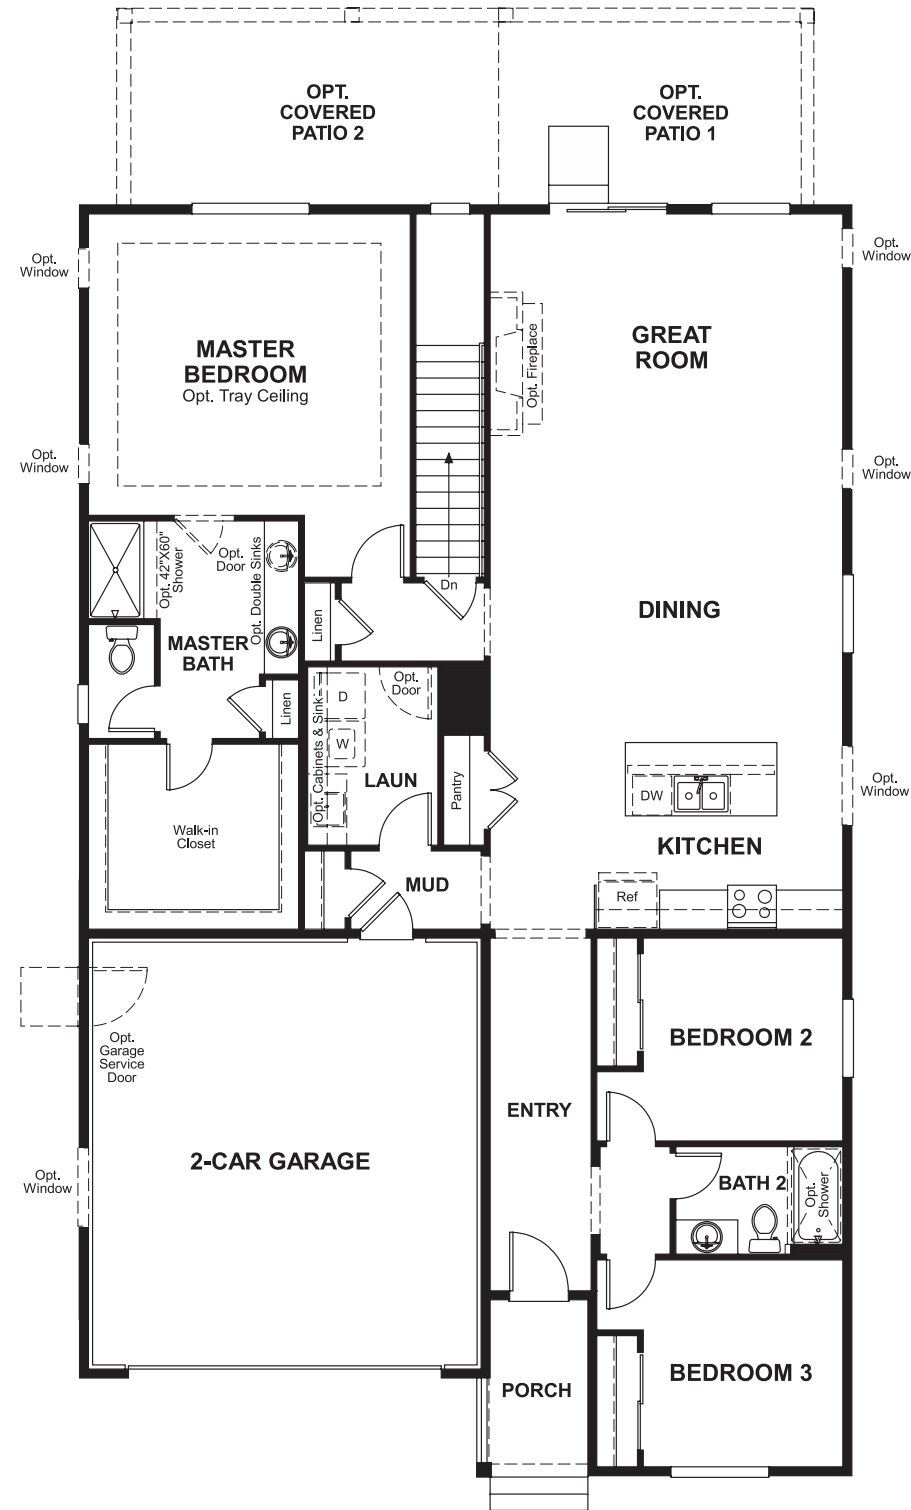 OPT.
COVERED
PATIO 2
OPT.
COVERED
PATIO 1
Opt.
Window
Opt.
Window
MASTER
BEDROOM
Opt. Tray Ceiling
GREAT
ROOM
Opt. Fireplace
Opt.
Window
Opt.
Window
Opt. 42"X60"
Shower
Opt.
Door
Opt. Double Sinks
Dn
Linen
DINING
MASTER
BATH
Linen
Opt. Cabinets & Sink
D
W
Opt.
Door
LAUN
Pantry
DW
Opt.
Window
KITCHEN
Walk-in
Closet
MUD
Ref
Opt.
Garage
Service
Door
BEDROOM 2
ENTRY
2-CAR GARAGE
Opt.
Window
BATH 2
Opt.
Shower
PORCH
BEDROOM 3